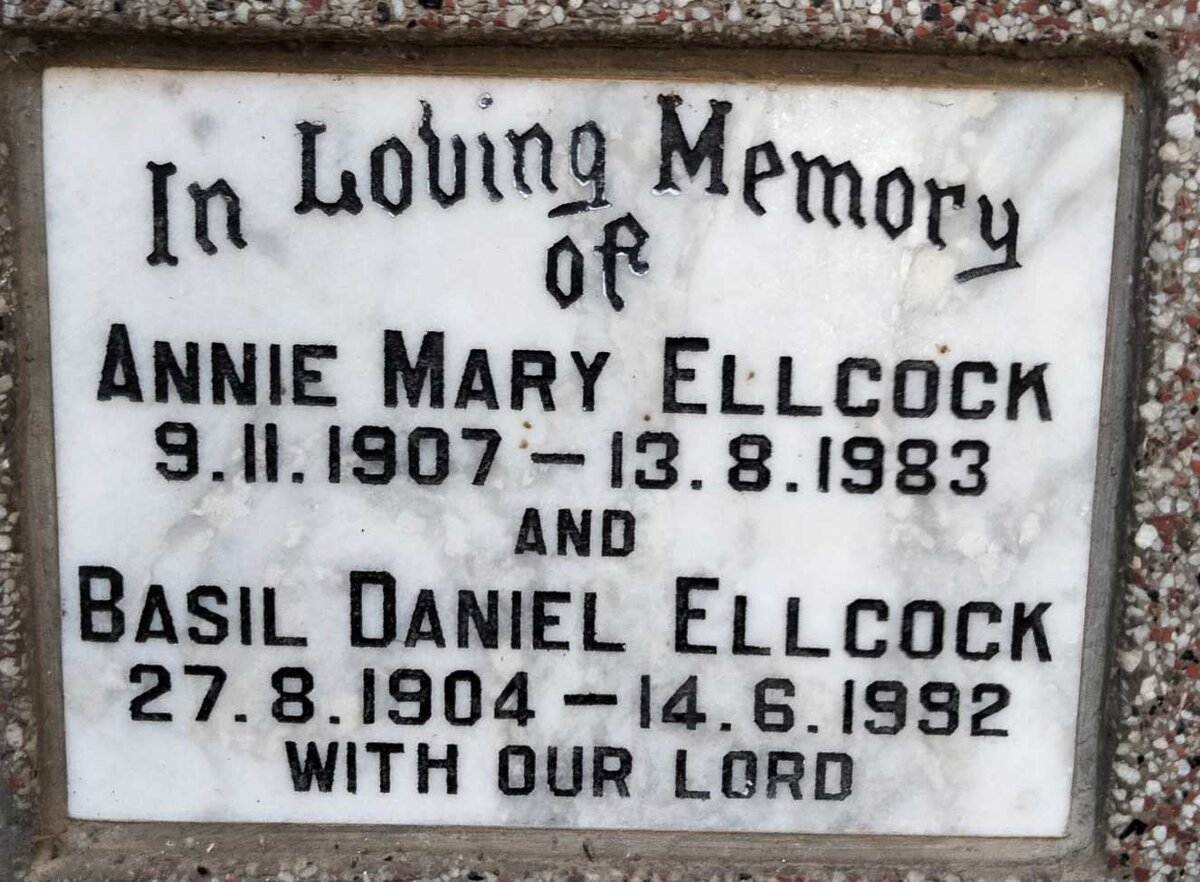 In Loving Memory
of
ANNIE MARY ELLCOCK
9.11.1907 - 13.8.1983
AND
BASIL DANIEL ELLCOCK
27.8.1904 - 14.6.1992
WITH OUR LORD